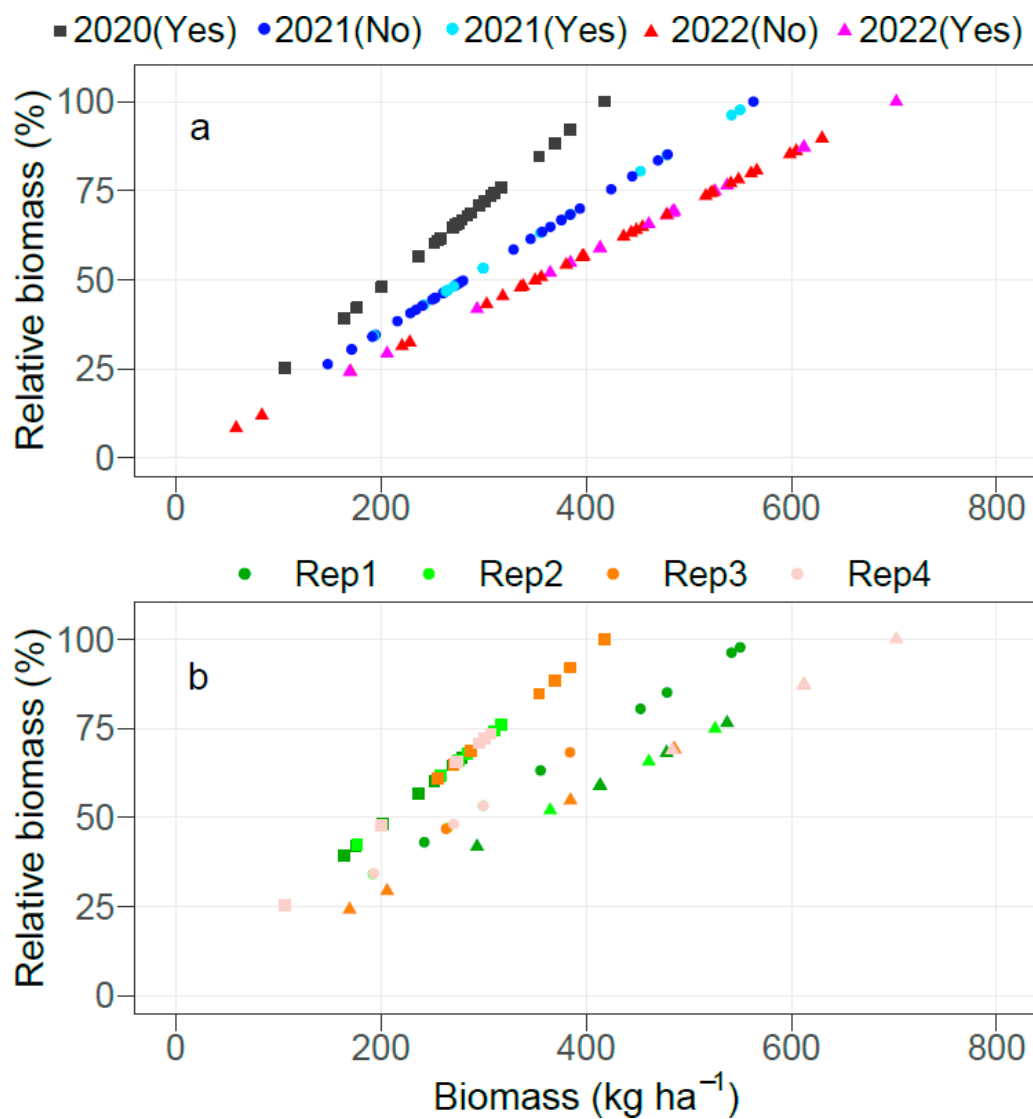 2020(Yes) 2021(No) 2021(Yes) 2022(No) 2022(Yes)
Relative biomass (%)
a
100
75
50
25
0
0 200 400 600 800
Rep1 Rep2 Rep3 Rep4
Relative biomass (%)
b
100
75
50
25
0
0 200 400 600 800
Biomass (kg ha⁻¹)